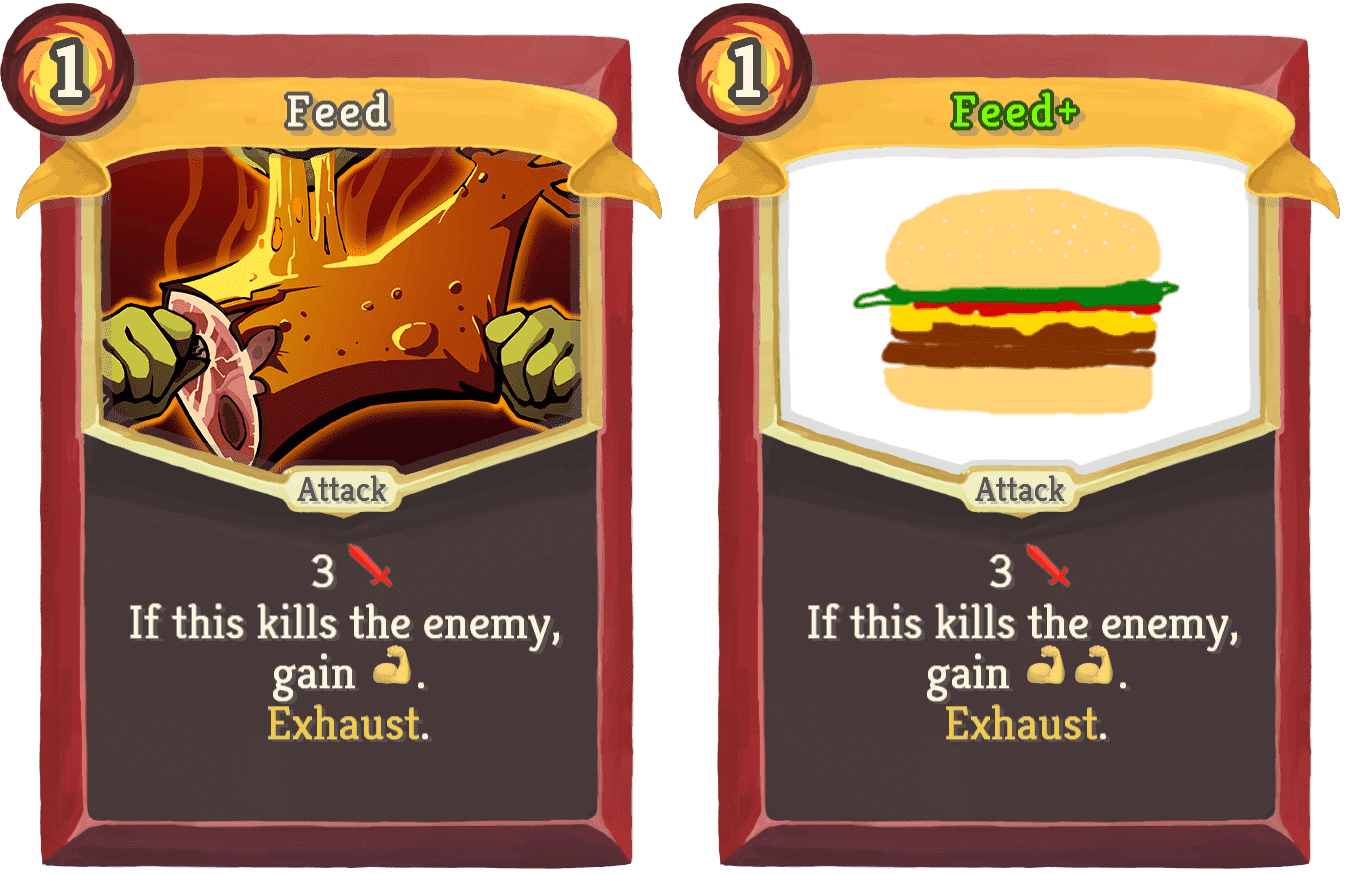 1
Feed
Attack
3
If this kills the enemy,
gain .
Exhaust.
1
Feed+
Attack
3
If this kills the enemy,
gain .
Exhaust.